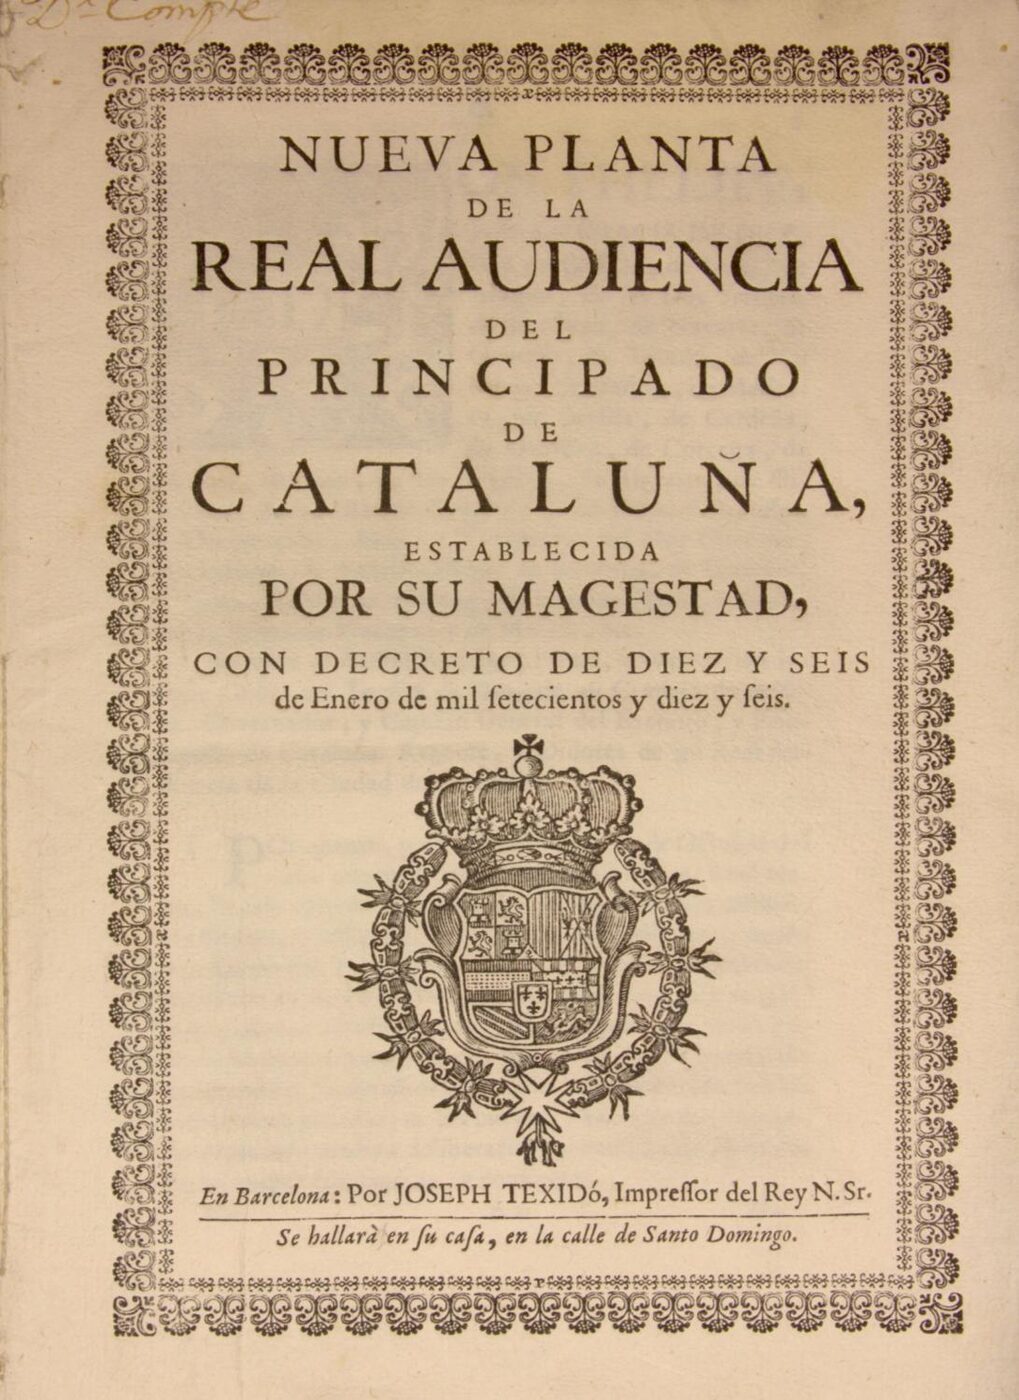 Dr. Compte
NUEVA PLANTA
DE LA
REAL AUDIENCIA
DEL
PRINCIPADO
DE
CATALUÑA,
ESTABLECIDA
POR SU MAGESTAD,
CON DECRETO DE DIEZ Y SEIS
de Enero de mil ſetecientos y diez y ſeis.
En Barcelona: Por JOSEPH TEXIDó, Impreſſor del Rey N. Sr.
Se hallarà en ſu caſa, en la calle de Santo Domingo.